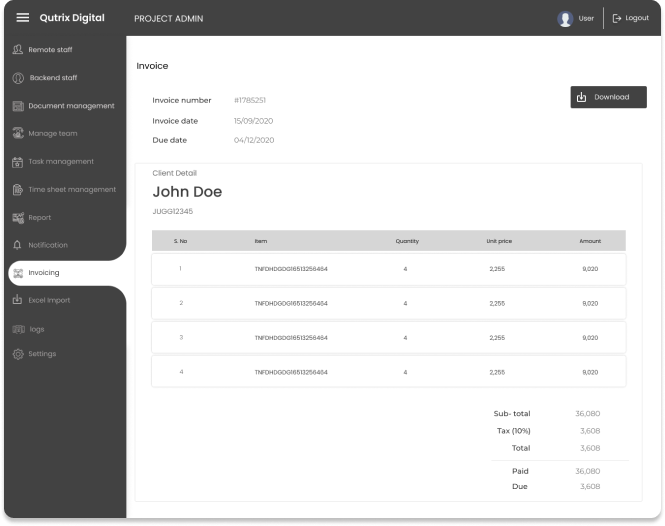 Qutrix Digital
PROJECT ADMIN
User
Logout
Remote staff
Backend staff
Document management
Manage team
Task management
Time sheet management
Report
Notification
Invoicing
Excel Import
logs
Settings
Invoice
Download
Invoice number #1785251
Invoice date 15/09/2020
Due date 04/12/2020
Client Detail
John Doe
JUGG12345
S. No Item Quantity Unit price Amount
1 TNFDHDGDG16513256464 4 2,255 9,020
2 TNFDHDGDG16513256464 4 2,255 9,020
3 TNFDHDGDG16513256464 4 2,255 9,020
4 TNFDHDGDG16513256464 4 2,255 9,020
Sub- total 36,080
Tax (10%) 3,608
Total 3,608
Paid 36,080
Due 3,608